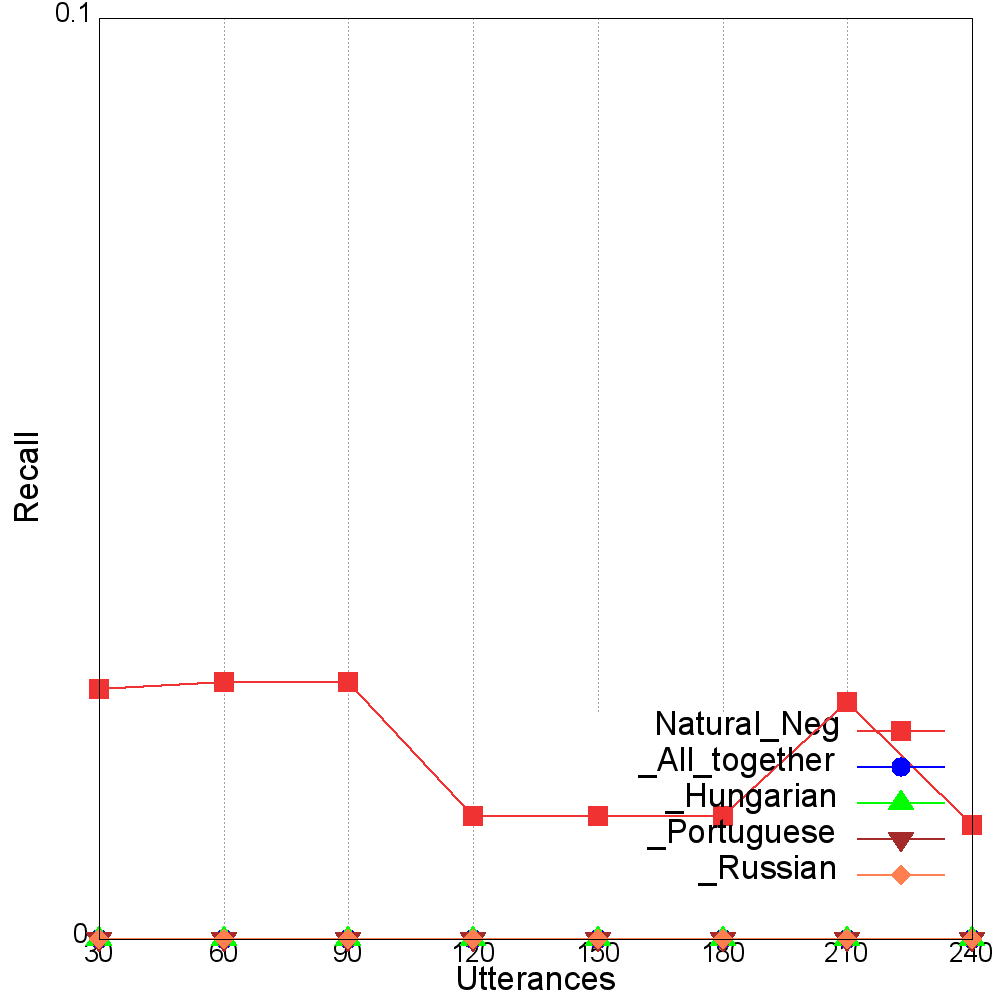 0.1
Recall
Natural_Neg
_All_together
_Hungarian
_Portuguese
_Russian
0
30 60 90 120 150 180 210 240
Utterances